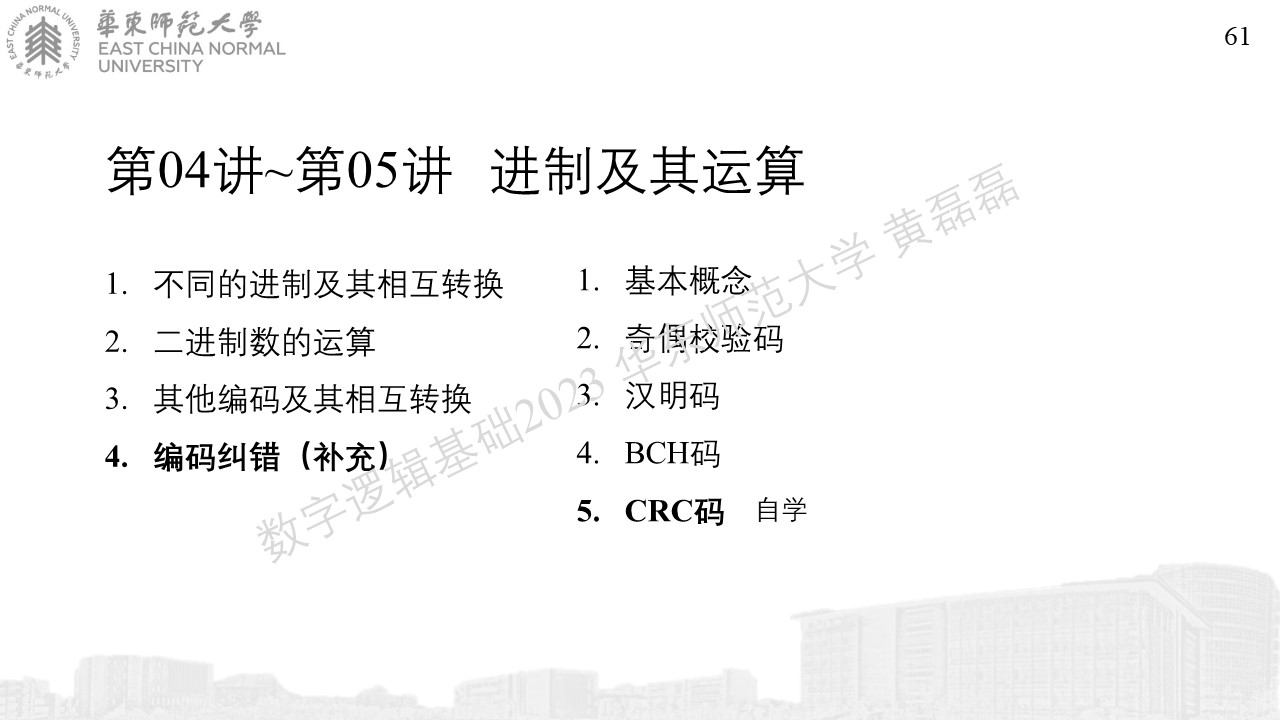 EAST CHINA NORMAL UNIVERSITY
華東師范大學
華東師范大學
EAST CHINA NORMAL
UNIVERSITY
61
第04讲~第05讲 进制及其运算
1. 不同的进制及其相互转换
2. 二进制数的运算
3. 其他编码及其相互转换
4. 编码纠错（补充）
1. 基本概念
2. 奇偶校验码
3. 汉明码
4. BCH码
5. CRC码 自学
数字逻辑基础2023 华东师范大学 黄磊磊